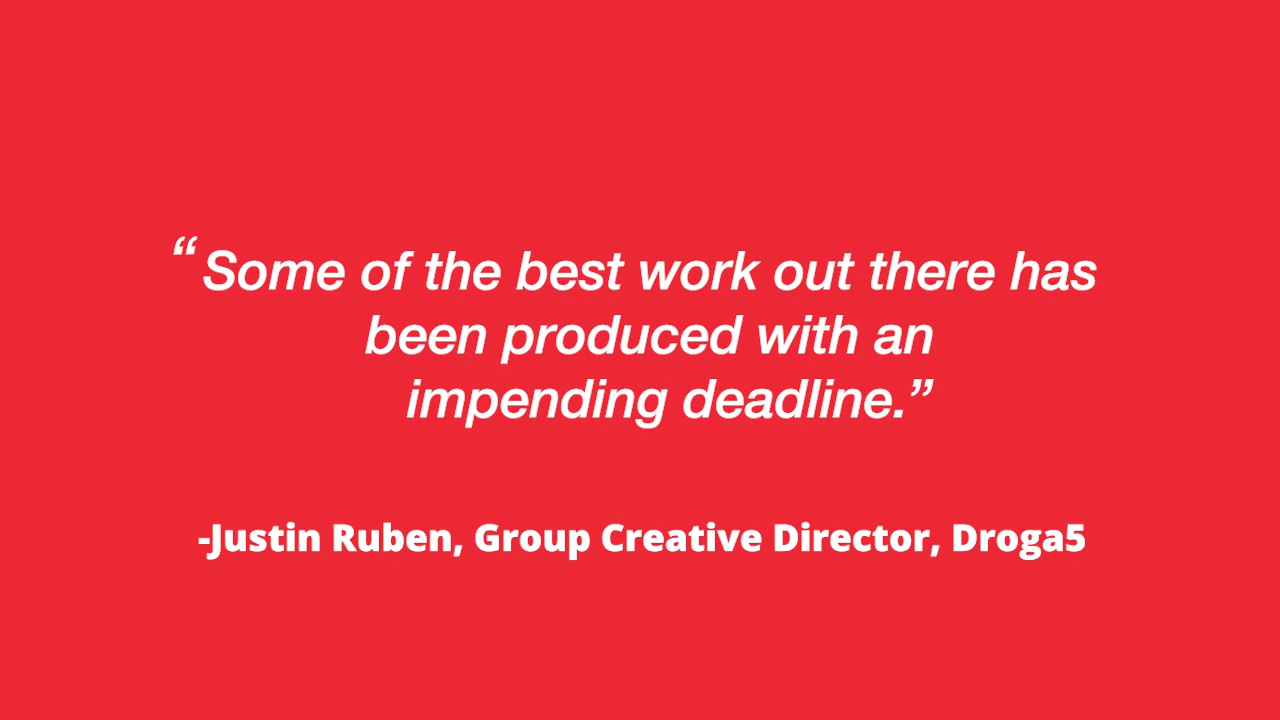 “Some of the best work out there has
been produced with an
impending deadline.”
-Justin Ruben, Group Creative Director, Droga5